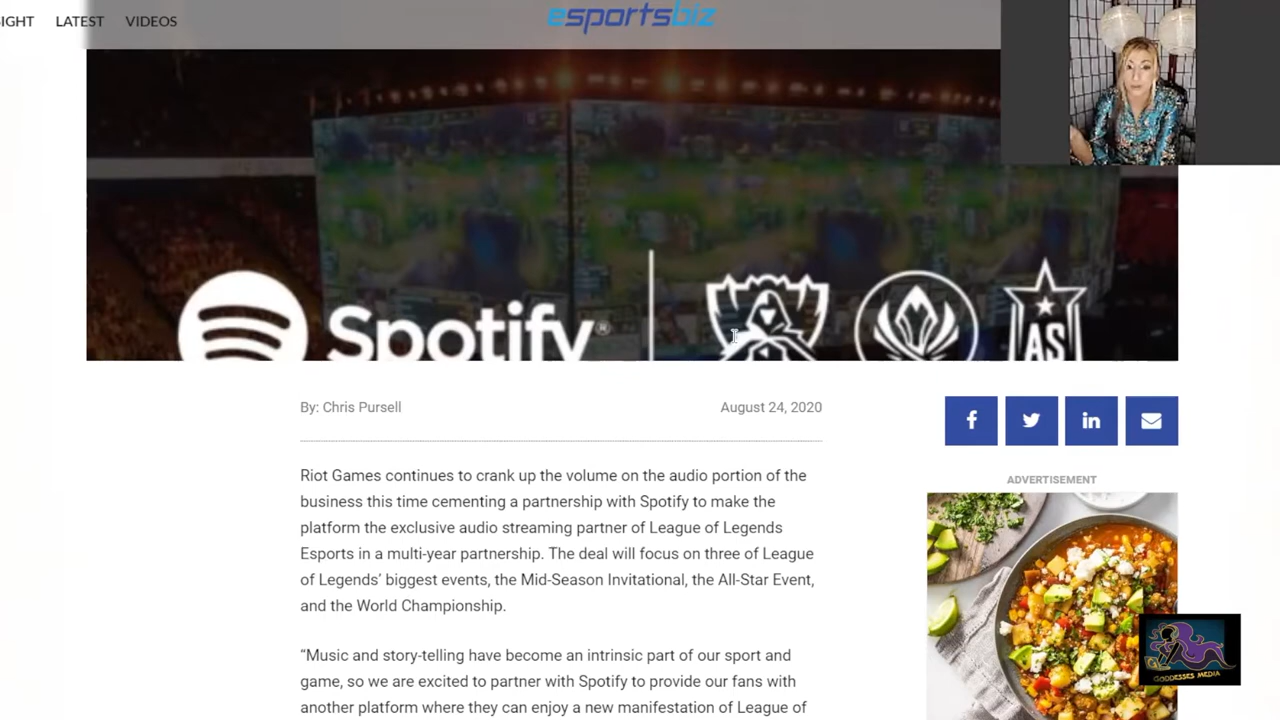 SIGHT LATEST VIDEOS
esportsbiz
Spotify®
AS
By: Chris Pursell
August 24, 2020
Riot Games continues to crank up the volume on the audio portion of the
business this time cementing a partnership with Spotify to make the
platform the exclusive audio streaming partner of League of Legends
Esports in a multi-year partnership. The deal will focus on three of League
of Legends’ biggest events, the Mid-Season Invitational, the All-Star Event,
and the World Championship.
“Music and story-telling have become an intrinsic part of our sport and
game, so we are excited to partner with Spotify to provide our fans with
another platform where they can enjoy a new manifestation of League of
f
in
ADVERTISEMENT
GODDESSES MEDIA